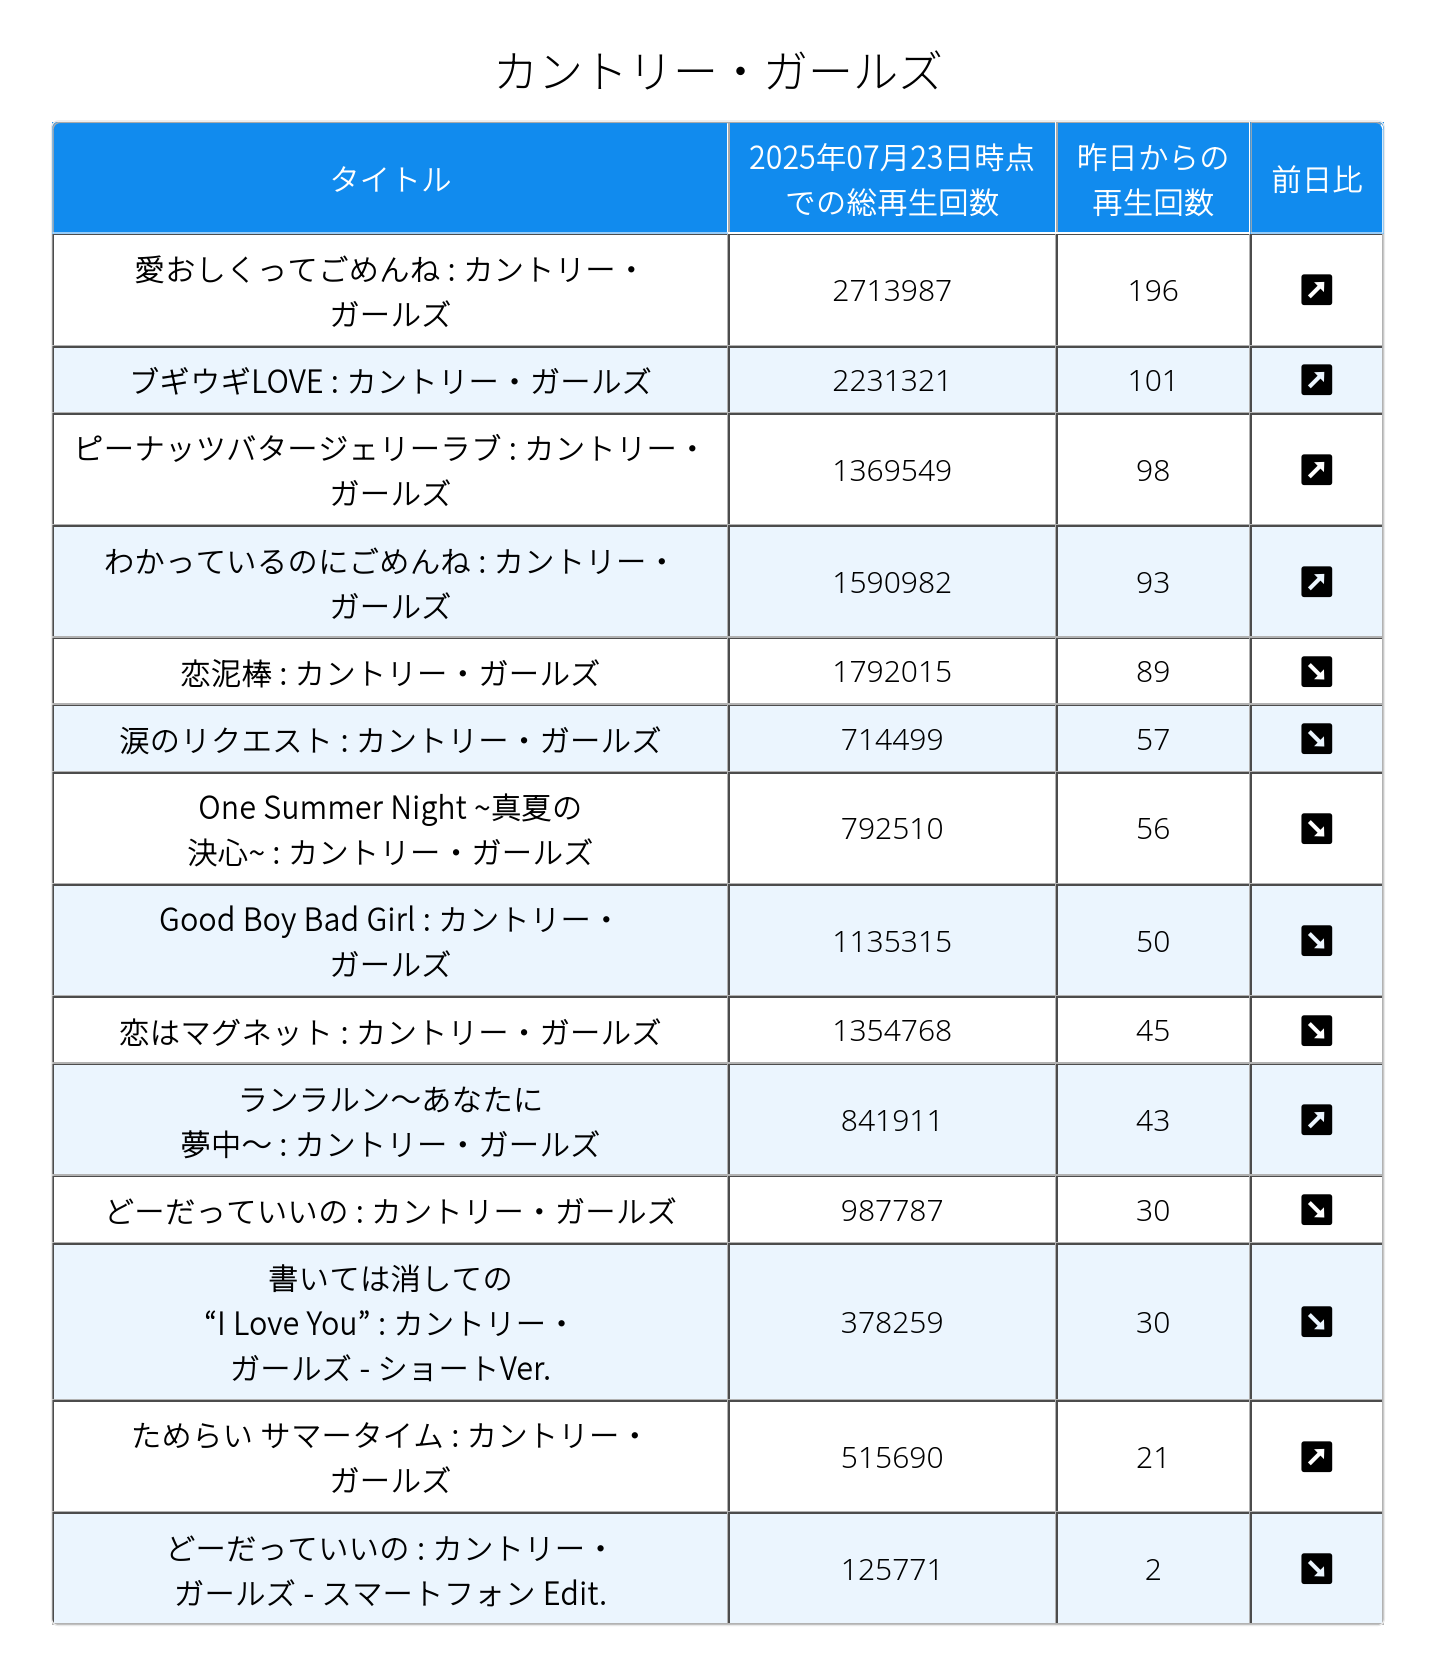 カントリー・ガールズ
タイトル
2025年07月23日時点
での総再生回数
昨日からの
再生回数
前日比
愛おしくってごめんね : カントリー・
ガールズ
2713987
196
ブギウギLOVE : カントリー・ガールズ
2231321
101
ピーナッツバタージェリーラブ : カントリー・
ガールズ
1369549
98
わかっているのにごめんね : カントリー・
ガールズ
1590982
93
恋泥棒 : カントリー・ガールズ
1792015
89
涙のリクエスト : カントリー・ガールズ
714499
57
One Summer Night ~真夏の
決心~ : カントリー・ガールズ
792510
56
Good Boy Bad Girl : カントリー・
ガールズ
1135315
50
恋はマグネット : カントリー・ガールズ
1354768
45
ランラルン〜あなたに
夢中〜 : カントリー・ガールズ
841911
43
どーだっていいの : カントリー・ガールズ
987787
30
書いては消しての
“I Love You” : カントリー・
ガールズ - ショートVer.
378259
30
ためらい サマータイム : カントリー・
ガールズ
515690
21
どーだっていいの : カントリー・
ガールズ - スマートフォン Edit.
125771
2